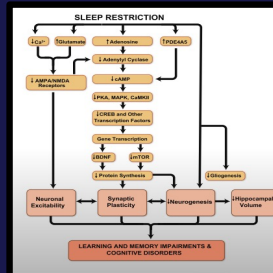 SLEEP RESTRICTION
↓Ca²⁺ ↑Glutamate ↑Adenosine ↑PDE4A5
↓ Adenylyl Cyclase
↓ AMPA/NMDA
Receptors
↓cAMP
↓PKA, MAPK, CaMKII
↓CREB and Other
Transcription Factors
Gene Transcription
↓BDNF ↓mTOR
↓ Protein Synthesis
↓Gliogenesis
Neuronal
Excitability
Synaptic
Plasticity
↓Neurogenesis
↓Hippocampal
Volume
LEARNING AND MEMORY IMPAIRMENTS &
COGNITIVE DISORDERS